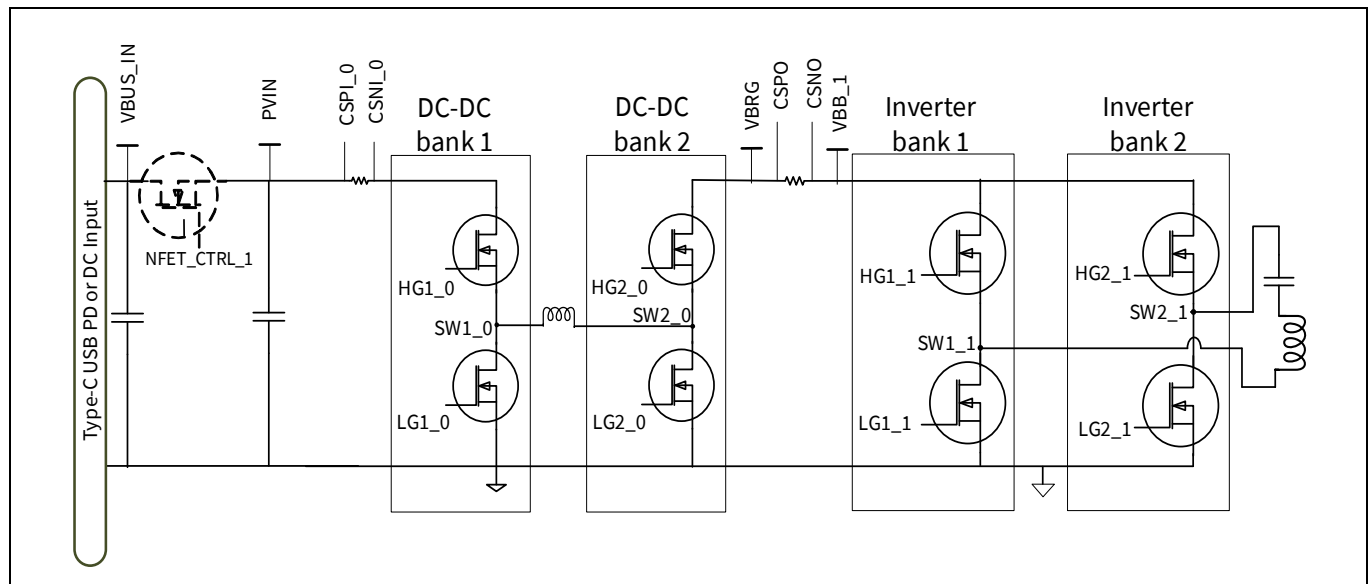 Type-C USB PD or DC Input
VBUS_IN
NFET_CTRL_1
PVIN
CSPI_0
CSNI_0
DC-DC
bank 1
HG1_0
SW1_0
LG1_0
DC-DC
bank 2
HG2_0
SW2_0
LG2_0
VBRG
CSPO
CSNO
VBB_1
Inverter
bank 1
HG1_1
SW1_1
LG1_1
Inverter
bank 2
HG2_1
SW2_1
LG2_1